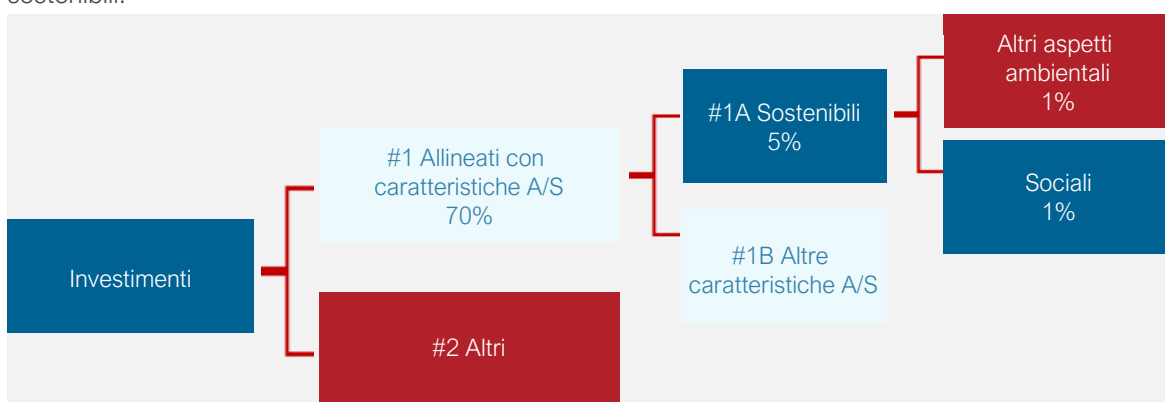 sostenibili.
Altri aspetti
ambientali
1%
#1A Sostenibili
5%
#1 Allineati con
caratteristiche A/S
70%
Sociali
1%
#1B Altre
caratteristiche A/S
Investimenti
#2 Altri